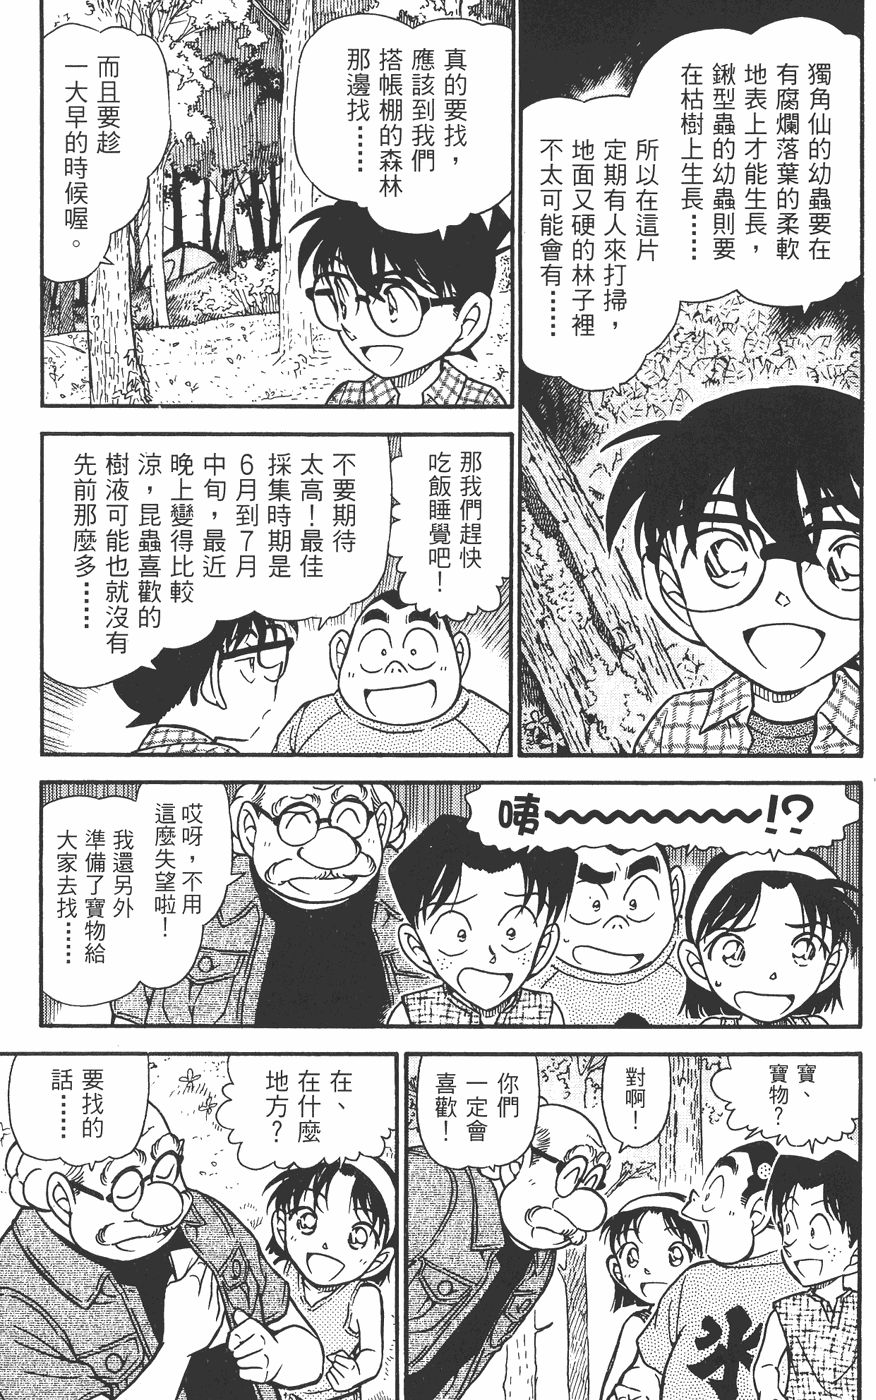 獨角仙的幼蟲要在
有腐爛落葉的柔軟
地表上才能生長，
鍬型蟲的幼蟲則要
在枯樹上生長……
所以在這片
定期有人來打掃，
地面又硬的林子裡
不太可能會有……
真的要找，
應該到我們
搭帳棚的森林
那邊找……
而且要趁
一大早的時候喔。
那我們趕快
吃飯睡覺吧！
不要期待
太高！最佳
採集時期是
6月到7月
中旬，最近
晚上變得比較
涼，昆蟲喜歡的
樹液可能也就沒有
先前那麼多……
咦～～～～～!?
哎呀，不用
這麼失望啦！
我還另外
準備了寶物給
大家去找……
寶、
寶物？
對啊！
你們
一定會
喜歡！
在、
在什麼
地方？
要找的
話……
氷